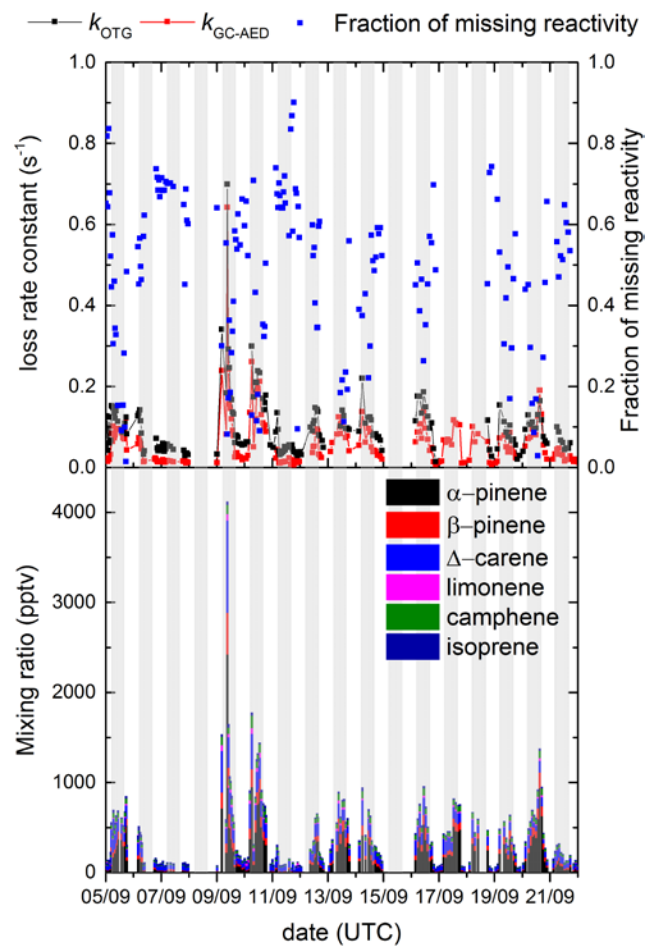 k_OTG k_GC-AED Fraction of missing reactivity
1.0 1.0
0.8 0.8
0.6 0.6
0.4 0.4
0.2 0.2
0.0 0.0
loss rate constant (s⁻¹)
Fraction of missing reactivity
4000
3000
2000
1000
0
Mixing ratio (pptv)
α–pinene
β–pinene
Δ–carene
limonene
camphene
isoprene
05/09 07/09 09/09 11/09 13/09 15/09 17/09 19/09 21/09
date (UTC)